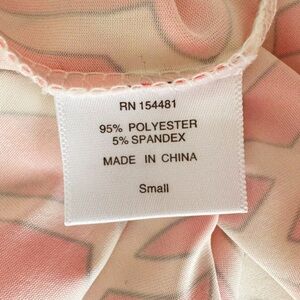 RN 154481
95% POLYESTER
5% SPANDEX
MADE IN CHINA
Small